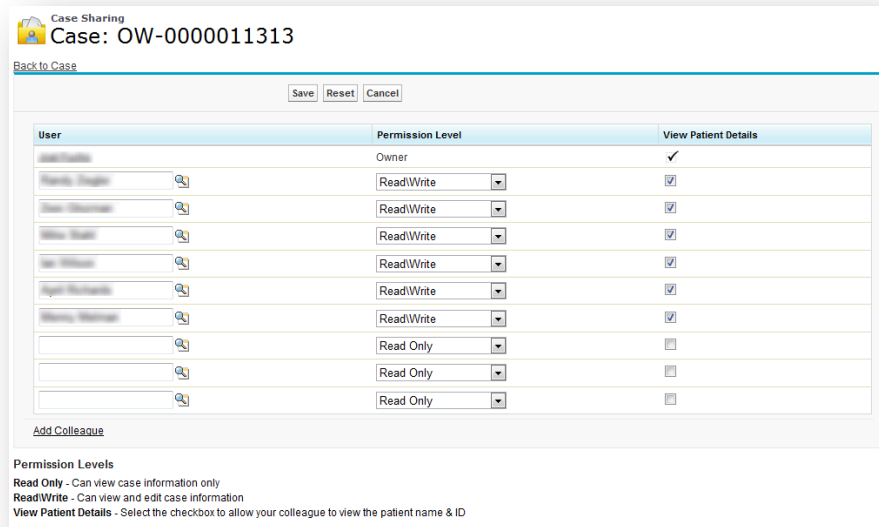 Case Sharing
Case: OW-0000011313
Back to Case
Save Reset Cancel
User Permission Level View Patient Details
Owner
Read\Write
Read\Write
Read\Write
Read\Write
Read\Write
Read\Write
Read Only
Read Only
Read Only
Add Colleague
Permission Levels
Read Only - Can view case information only
Read\Write - Can view and edit case information
View Patient Details - Select the checkbox to allow your colleague to view the patient name & ID